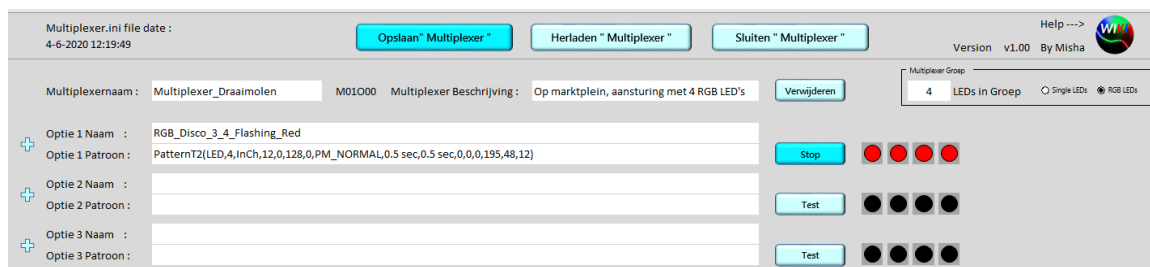 Multiplexer.ini file date :
4-6-2020 12:19:49
Opslaan" Multiplexer "
Herladen " Multiplexer "
Sluiten " Multiplexer "
Help --->
Version v1.00 By Misha
WIKI
Multiplexernaam : Multiplexer_Draaimolen M01O00 Multiplexer Beschrijving : Op marktplein, aansturing met 4 RGB LED's Verwijderen
Multiplexer Groep
4 LEDs in Groep Single LEDs RGB LEDs
Optie 1 Naam : RGB_Disco_3_4_Flashing_Red
Optie 1 Patroon : PatternT2(LED,4,InCh,12,0,128,0,PM_NORMAL,0.5 sec,0.5 sec,0,0,0,195,48,12) Stop
Optie 2 Naam :
Optie 2 Patroon : Test
Optie 3 Naam :
Optie 3 Patroon : Test